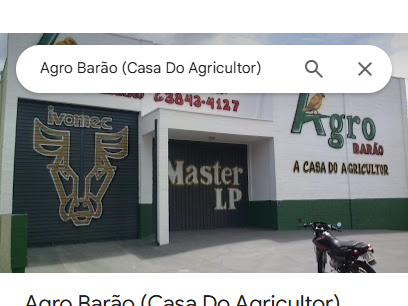 Agro Barão (Casa Do Agricultor)
3843-4127
ivomec
Master
LP
Agro
BARÃO
A CASA DO AGRICULTOR
Agro Barão (Casa Do Agricultor)